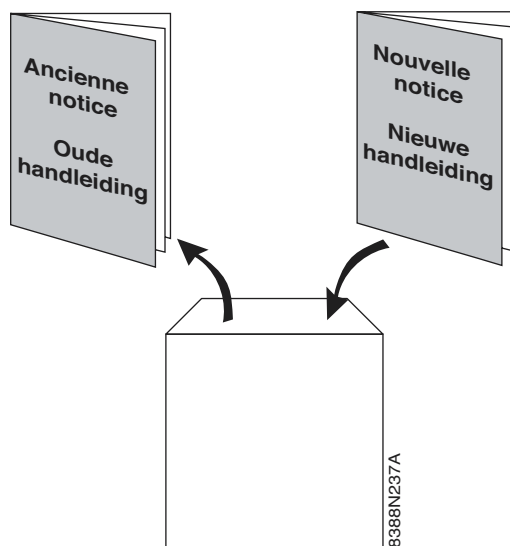 Ancienne
notice
Oude
handleiding
Nouvelle
notice
Nieuwe
handleiding
8388N237A